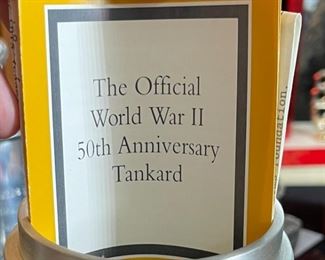 The Official
World War II
50th Anniversary
Tankard